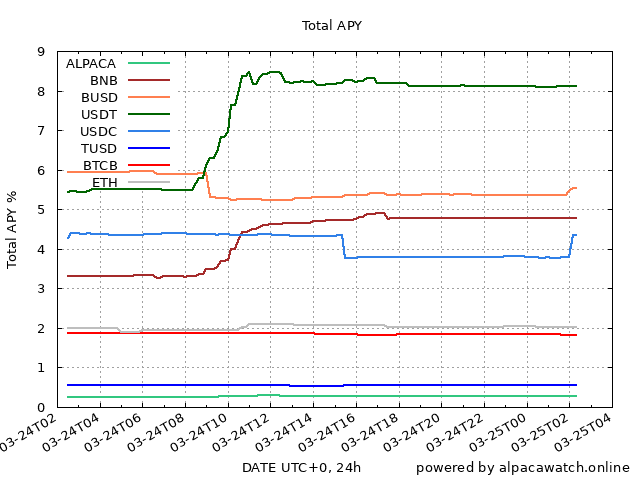 Total APY
Total APY %
9
8
7
6
5
4
3
2
1
0
ALPACA
BNB
BUSD
USDT
USDC
TUSD
BTCB
ETH
03-24T02
03-24T04
03-24T06
03-24T08
03-24T10
03-24T12
03-24T14
03-24T16
03-24T18
03-24T20
03-24T22
03-25T00
03-25T02
03-25T04
DATE UTC+0, 24h
powered by alpacawatch.online